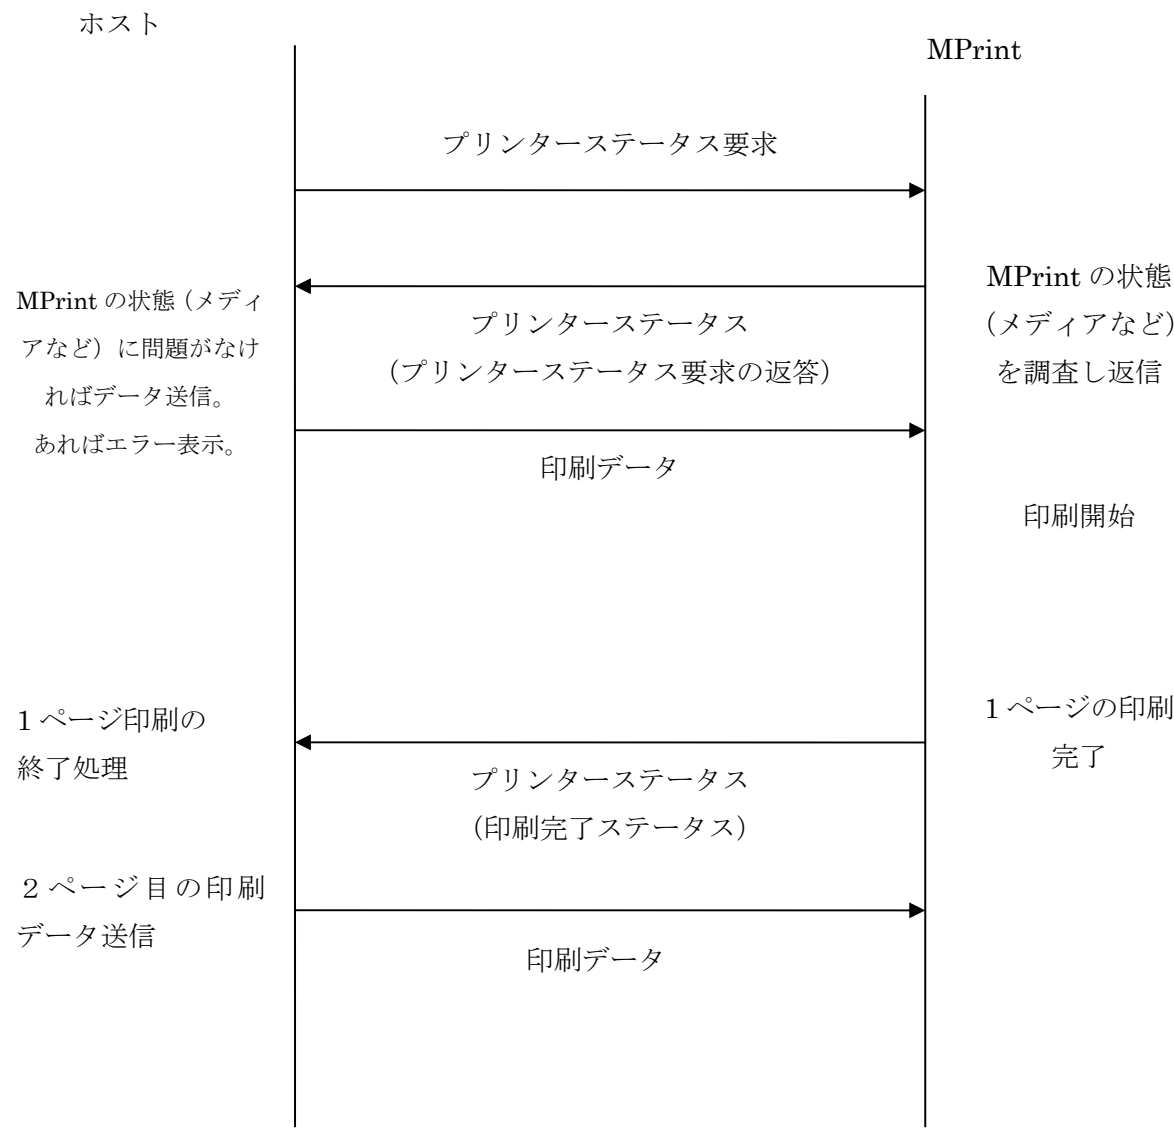 ホスト
MPrint
プリンターステータス要求
MPrint の状態
(メディアなど)
を調査し返信
MPrint の状態(メディ
アなど)に問題がなけ
ればデータ送信。
あればエラー表示。
プリンターステータス
(プリンターステータス要求の返答)
印刷データ
印刷開始
1ページ印刷の
終了処理
1ページの印刷
完了
プリンターステータス
(印刷完了ステータス)
2ページ目の印刷
データ送信
印刷データ